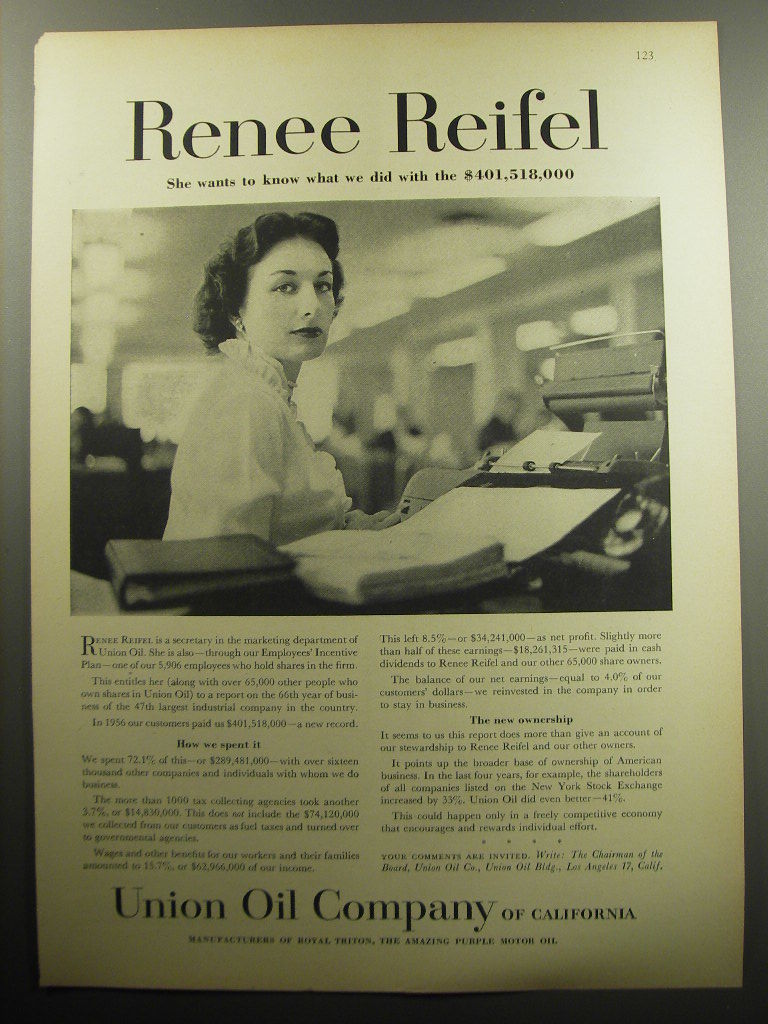 123
Renee Reifel
She wants to know what we did with the $401,518,000
RENEE REIFEL is a secretary in the marketing department of
Union Oil. She is also—through our Employees' Incentive
Plan—one of our 5,906 employees who hold shares in the firm.
This entitles her (along with over 65,000 other people who
own shares in Union Oil) to a report on the 66th year of busi-
ness of the 47th largest industrial company in the country.
In 1956 our customers paid us $401,518,000—a new record.
How we spent it
We spent 72.1% of this—or $289,481,000—with over sixteen
thousand other companies and individuals with whom we do
business.
The more than 1000 tax collecting agencies took another
3.7%, or $14,830,000. This does not include the $74,120,000
we collected from our customers as fuel taxes and turned over
to governmental agencies.
Wages and other benefits for our workers and their families
amounted to 15.7%, or $62,966,000 of our income.
This left 8.5%—or $34,241,000—as net profit. Slightly more
than half of these earnings—$18,261,315—were paid in cash
dividends to Renee Reifel and our other 65,000 share owners.
The balance of our net earnings—equal to 4.0% of our
customers' dollars—we reinvested in the company in order
to stay in business.
The new ownership
It seems to us this report does more than give an account of
our stewardship to Renee Reifel and our other owners.
It points up the broader base of ownership of American
business. In the last four years, for example, the shareholders
of all companies listed on the New York Stock Exchange
increased by 33%. Union Oil did even better—41%.
This could happen only in a freely competitive economy
that encourages and rewards individual effort.
* * * *
YOUR COMMENTS ARE INVITED. Write: The Chairman of the
Board, Union Oil Co., Union Oil Bldg., Los Angeles 17, Calif.
Union Oil Company OF CALIFORNIA
MANUFACTURERS OF ROYAL TRITON, THE AMAZING PURPLE MOTOR OIL